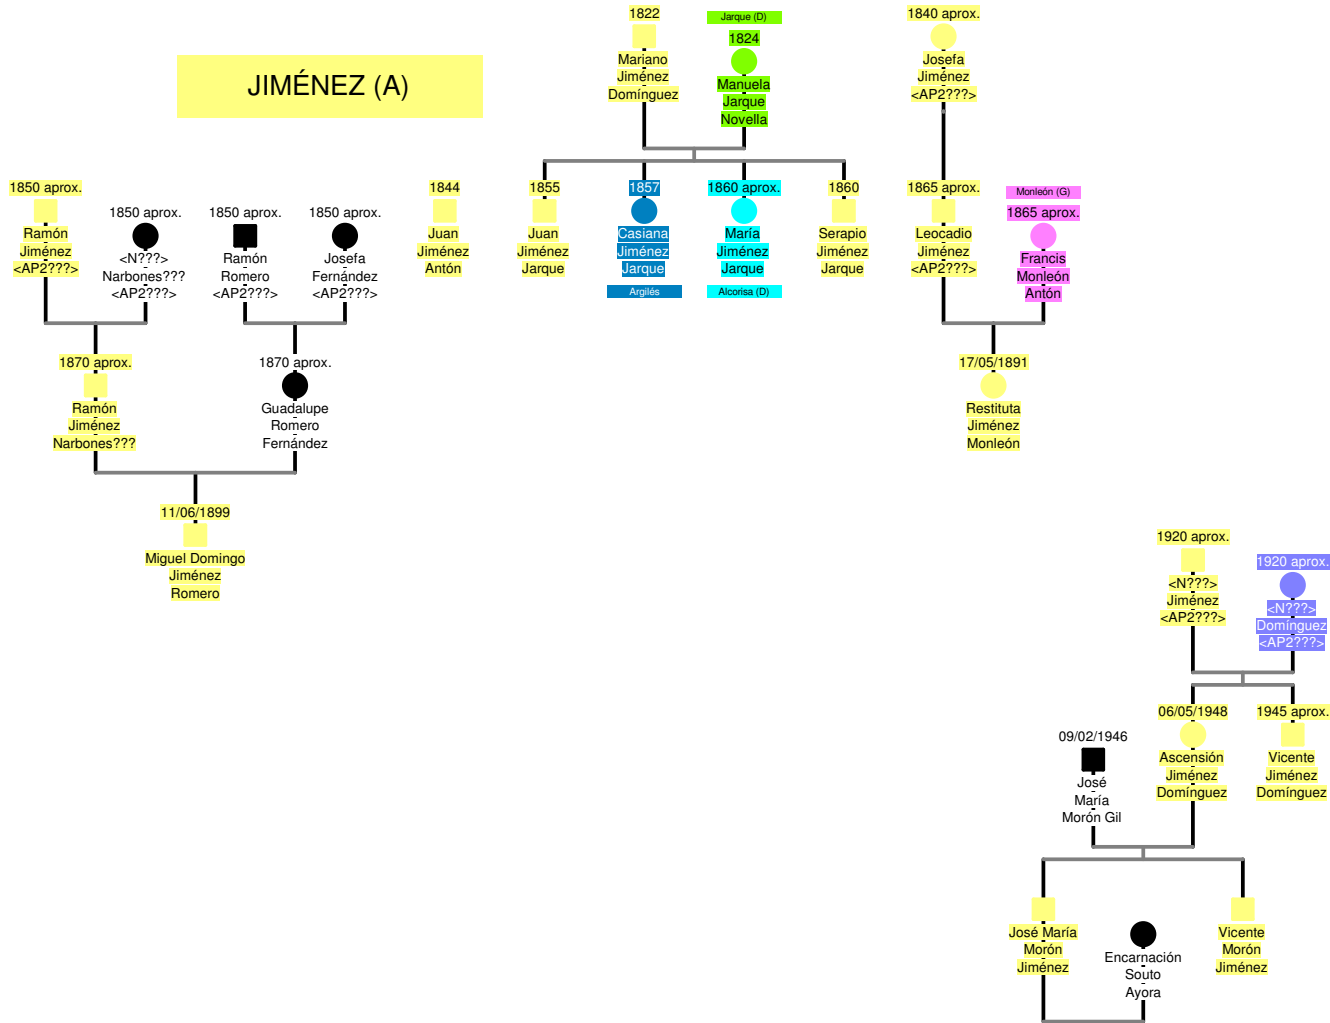 JIMÉNEZ (A)
1822
Mariano
Jiménez
Domínguez
Jarque (D)
1824
Manuela
Jarque
Novella
1840 aprox.
Josefa
Jiménez
<AP2???>
1850 aprox.
Ramón
Jiménez
<AP2???>
1850 aprox.
<N???>
Narbones???
<AP2???>
1850 aprox.
Ramón
Romero
<AP2???>
1850 aprox.
Josefa
Fernández
<AP2???>
1844
Juan
Jiménez
Antón
1855
Juan
Jiménez
Jarque
1857
Casiana
Jiménez
Jarque
Argilés
1860 aprox.
María
Jiménez
Jarque
Alcorisa (D)
1860
Serapio
Jiménez
Jarque
1865 aprox.
Leocadio
Jiménez
<AP2???>
Monleón (G)
1865 aprox.
Francis
Monleón
Antón
1870 aprox.
Ramón
Jiménez
Narbones???
1870 aprox.
Guadalupe
Romero
Fernández
17/05/1891
Restituta
Jiménez
Monleón
11/06/1899
Miguel Domingo
Jiménez
Romero
1920 aprox.
<N???>
Jiménez
<AP2???>
1920 aprox.
<N???>
Domínguez
<AP2???>
09/02/1946
José
María
Morón Gil
06/05/1948
Ascensión
Jiménez
Domínguez
1945 aprox.
Vicente
Jiménez
Domínguez
José María
Morón
Jiménez
Encarnación
Souto
Ayora
Vicente
Morón
Jiménez